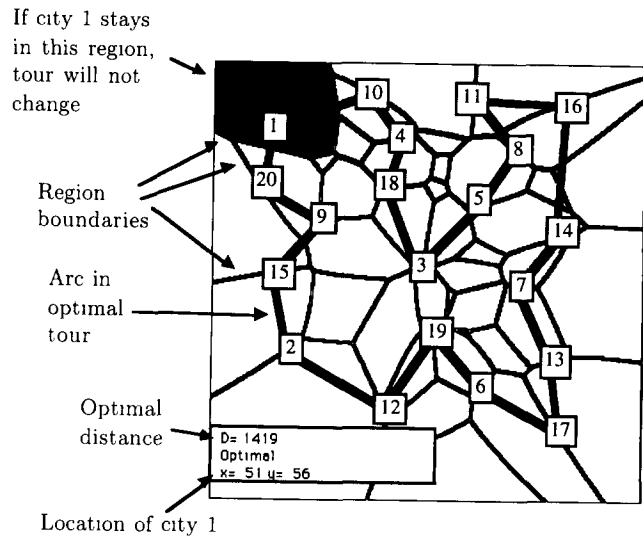 If city 1 stays
in this region,
tour will not
change
Region
boundaries
Arc in
optimal
tour
Optimal
distance
Location of city 1
10
11
16
1
4
8
20
18
5
9
14
3
15
7
19
2
13
6
12
17
D= 1419
Optimal
x= 51 y= 56